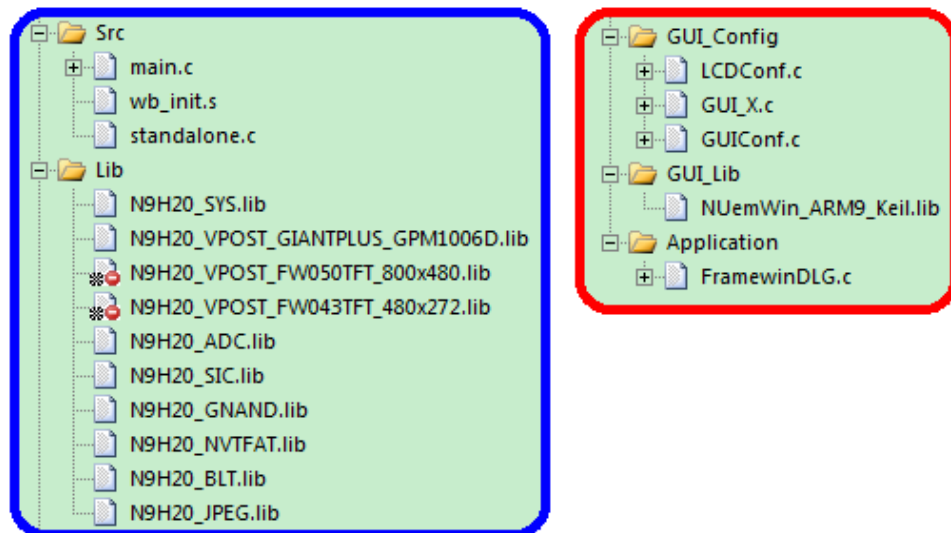 Src
main.c
wb_init.s
standalone.c
Lib
N9H20_SYS.lib
N9H20_VPOST_GIANTPLUS_GPM1006D.lib
N9H20_VPOST_FW050TFT_800x480.lib
N9H20_VPOST_FW043TFT_480x272.lib
N9H20_ADC.lib
N9H20_SIC.lib
N9H20_GNAND.lib
N9H20_NVTFAT.lib
N9H20_BLT.lib
N9H20_JPEG.lib
GUI_Config
LCDConf.c
GUI_X.c
GUIConf.c
GUI_Lib
NUemWin_ARM9_Keil.lib
Application
FramewinDLG.c